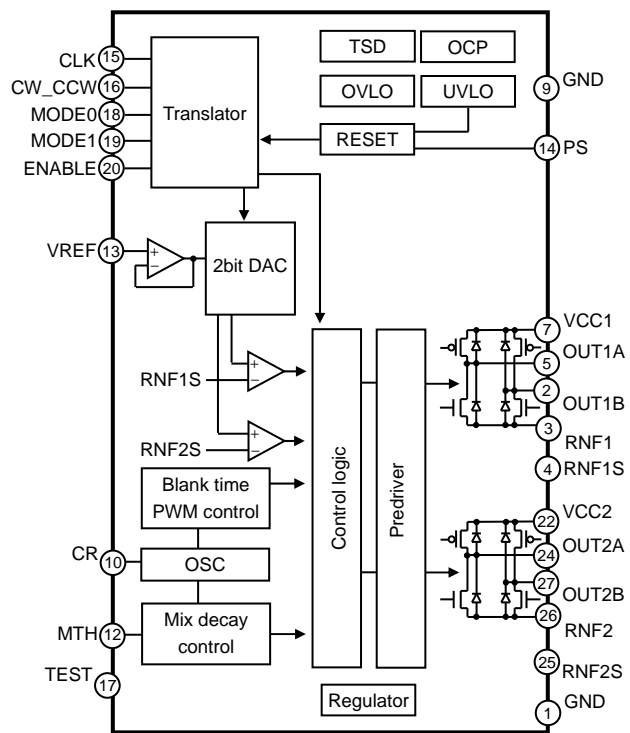 15
CLK
16
CW_CCW
18
MODE0
19
MODE1
20
ENABLE
Translator
TSD
OCP
OVLO
UVLO
RESET
9
GND
14
PS
VREF
13
+
−
2bit DAC
RNF1S
+
−
RNF2S
+
−
Blank time
PWM control
CR
10
OSC
MTH
12
Mix decay
control
TEST
17
Control logic
Predriver
Regulator
7
VCC1
5
OUT1A
2
OUT1B
3
RNF1
4
RNF1S
22
VCC2
24
OUT2A
27
OUT2B
26
RNF2
25
RNF2S
1
GND